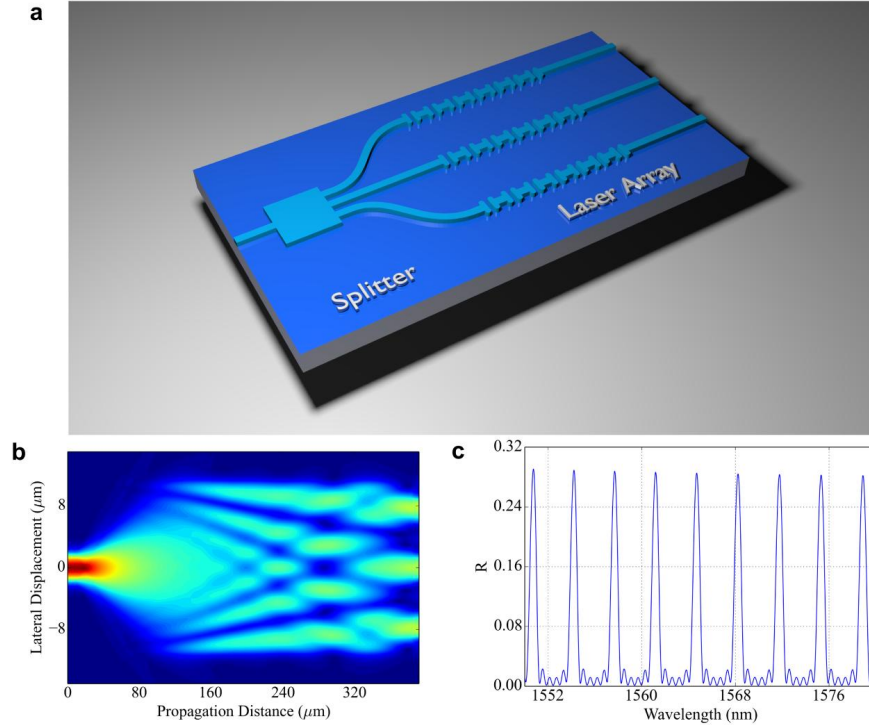 a
Splitter
Laser Array
b
Lateral Displacement (μm)
8
0
−8
0
80
160
240
320
Propagation Distance (μm)
c
R
0.32
0.24
0.16
0.08
0.00
1552
1560
1568
1576
Wavelength (nm)